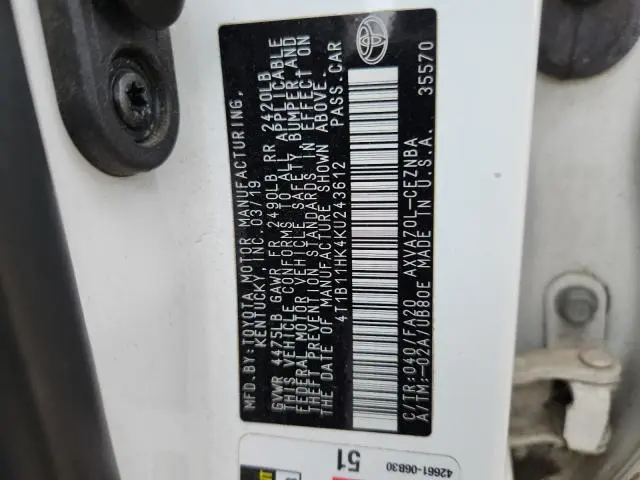 MFD.BY:TOYOTA MOTOR MANUFACTURING,
KENTUCKY, INC. 03/19
GVWR 4475LB GAWR FR 2490LB RR 2420LB
THIS VEHICLE CONFORMS TO ALL APPLICABLE
FEDERAL MOTOR VEHICLE SAFETY, BUMPER, AND
THEFT PREVENTION STANDARDS IN EFFECT ON
THE DATE OF MANUFACTURE SHOWN ABOVE.
4T1B11HK4KU243612 PASS.CAR
C/TR:040/FA20 AXVA70L-CEZNBA
A/TM:-02A/UB80E MADE IN U.S.A. 35570
51
42661-06B30